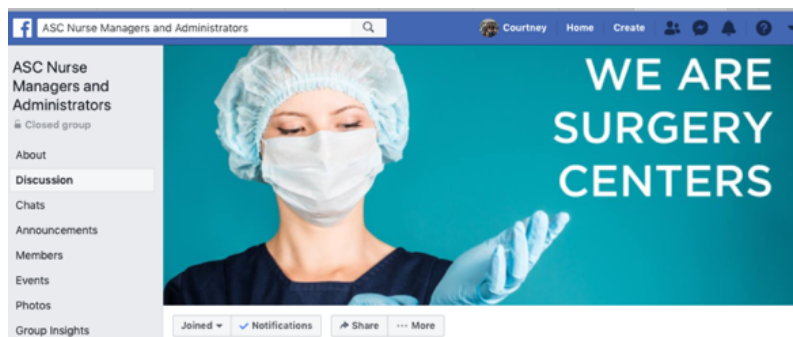 ASC Nurse Managers and Administrators
Courtney
Home
Create
ASC Nurse
Managers and
Administrators
Closed group
About
Discussion
Chats
Announcements
Members
Events
Photos
Group Insights
WE ARE
SURGERY
CENTERS
Joined
Notifications
Share
More